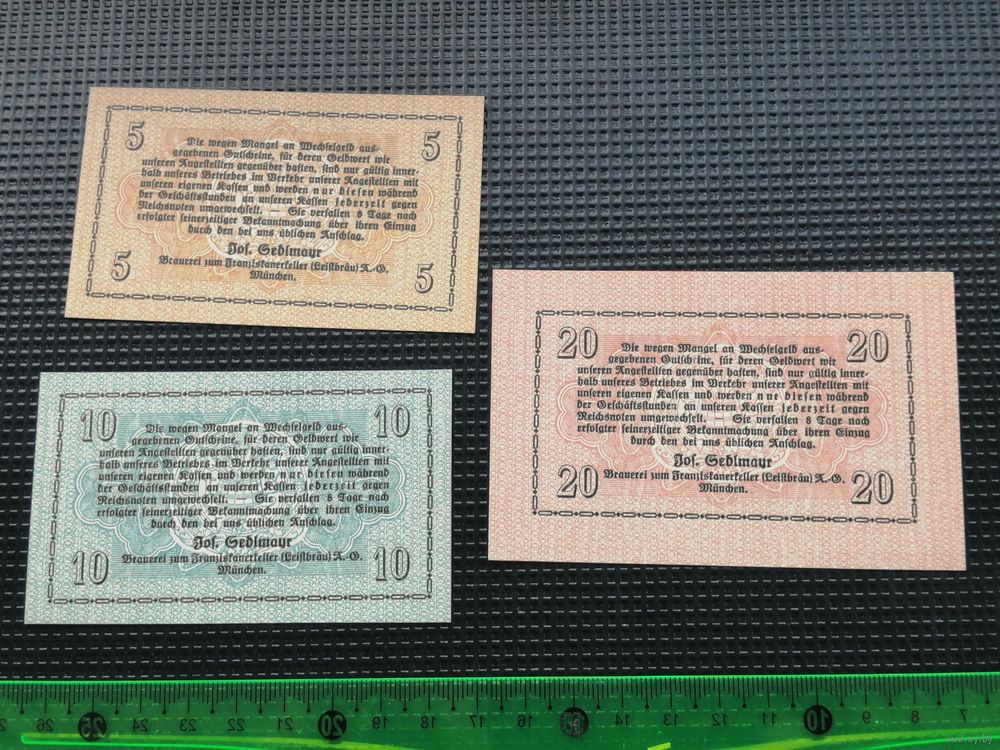 5 5
Die wegen Mangel an Wechselgeld aus-
gegebenen Gutscheine, für deren Geldwert wir
unseren Angestellten gegenüber haften, sind nur gültig inner-
halb unseres Betriebes im Verkehr unserer Angestellten mit
unseren eigenen Kassen und werden nur diesen während
der Geschäftsstunden an unseren Kassen jederzeit gegen
Reichsnoten umgewechselt. — Sie verfallen 8 Tage nach
erfolgter seinerzeitiger Bekanntmachung über ihren Einzug
durch den bei uns üblichen Anschlag.
Jos. Sedlmayr
Brauerei zum Franziskanerkeller (Leistbräu) A.-G.
München.
5 5
10 10
Die wegen Mangel an Wechselgeld aus-
gegebenen Gutscheine, für deren Geldwert wir
unseren Angestellten gegenüber haften, sind nur gültig inner-
halb unseres Betriebes im Verkehr unserer Angestellten mit
unseren eigenen Kassen und werden nur diesen während
der Geschäftsstunden an unseren Kassen jederzeit gegen
Reichsnoten umgewechselt. — Sie verfallen 8 Tage nach
erfolgter seinerzeitiger Bekanntmachung über ihren Einzug
durch den bei uns üblichen Anschlag.
Jos. Sedlmayr
Brauerei zum Franziskanerkeller (Leistbräu) A.-G.
München.
10 10
20 20
Die wegen Mangel an Wechselgeld aus-
gegebenen Gutscheine, für deren Geldwert wir
unseren Angestellten gegenüber haften, sind nur gültig inner-
halb unseres Betriebes im Verkehr unserer Angestellten mit
unseren eigenen Kassen und werden nur diesen während
der Geschäftsstunden an unseren Kassen jederzeit gegen
Reichsnoten umgewechselt. — Sie verfallen 8 Tage nach
erfolgter seinerzeitiger Bekanntmachung über ihren Einzug
durch den bei uns üblichen Anschlag.
Jos. Sedlmayr
Brauerei zum Franziskanerkeller (Leistbräu) A.-G.
München.
20 20
26 25 24 23 22 21 20 19 18 17 16 15 14 13 12 11 10 9 8 7